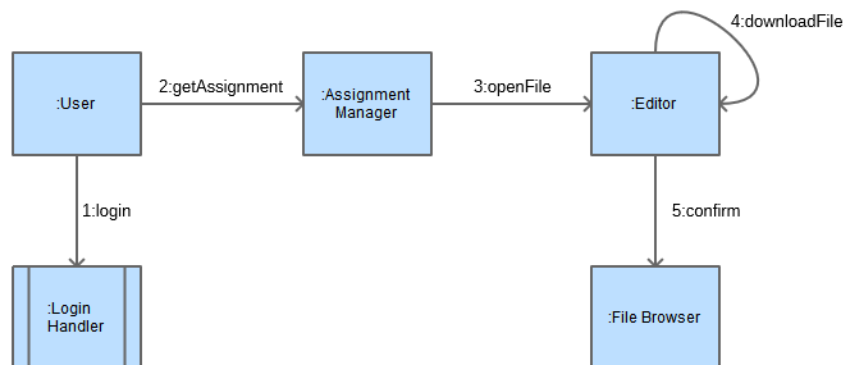 4:downloadFile
2:getAssignment
3:openFile
:User
:Assignment
Manager
:Editor
1:login
5:confirm
:Login
Handler
:File Browser